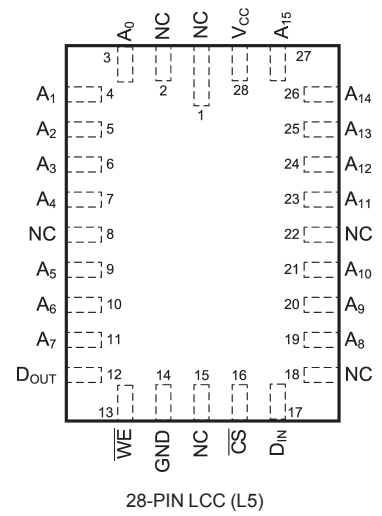 A0 NC NC VCC A15
3 2 1 28 27
A1 4 26 A14
A2 5 25 A13
A3 6 24 A12
A4 7 23 A11
NC 8 22 NC
A5 9 21 A10
A6 10 20 A9
A7 11 19 A8
DOUT 12 18 NC
13 14 15 16 17
W̅E̅ GND NC C̅S̅ DIN
28-PIN LCC (L5)